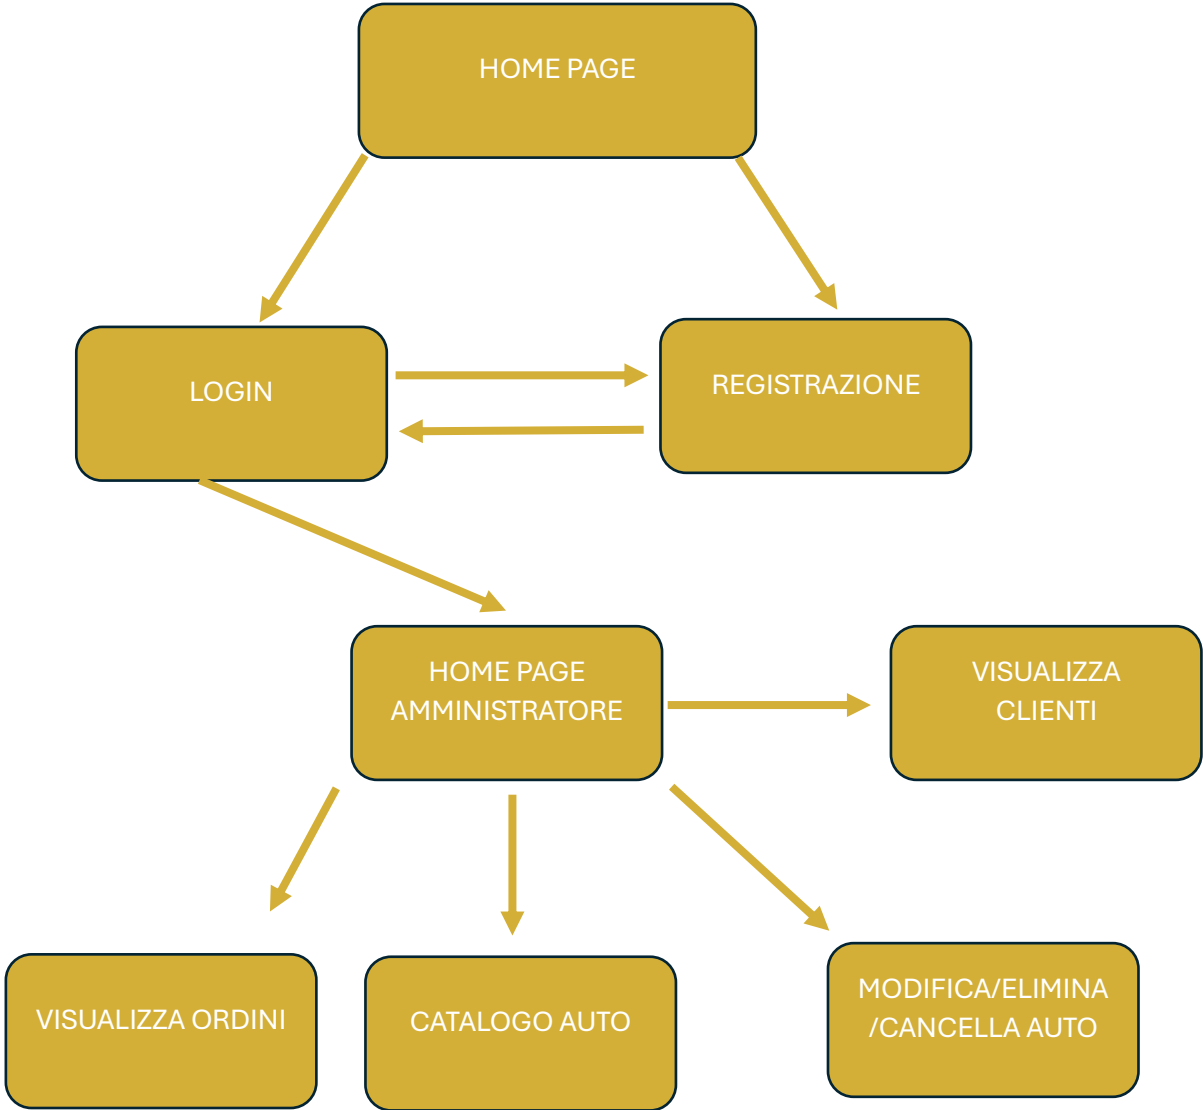 HOME PAGE
LOGIN
REGISTRAZIONE
HOME PAGE
AMMINISTRATORE
VISUALIZZA
CLIENTI
VISUALIZZA ORDINI
CATALOGO AUTO
MODIFICA/ELIMINA
/CANCELLA AUTO